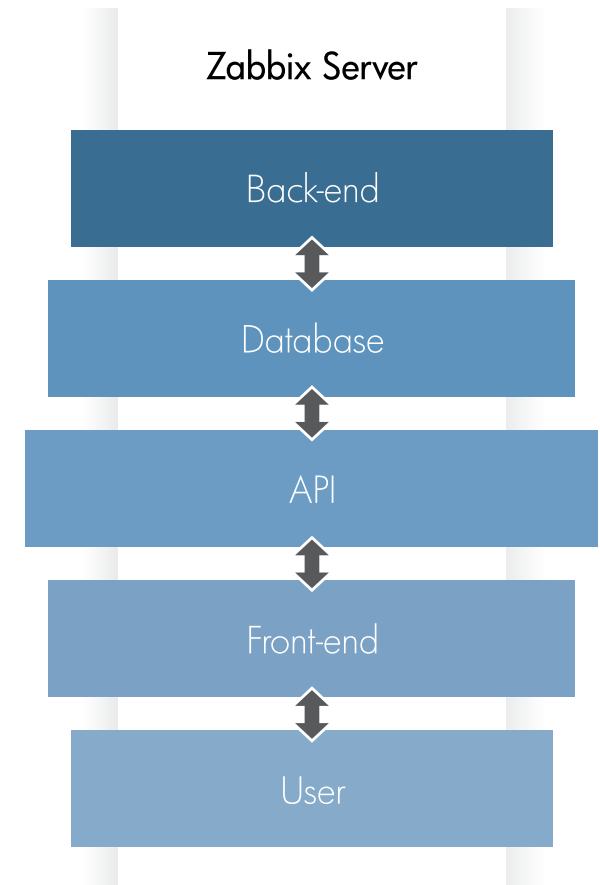 Zabbix Server
Back-end
Database
API
Front-end
User